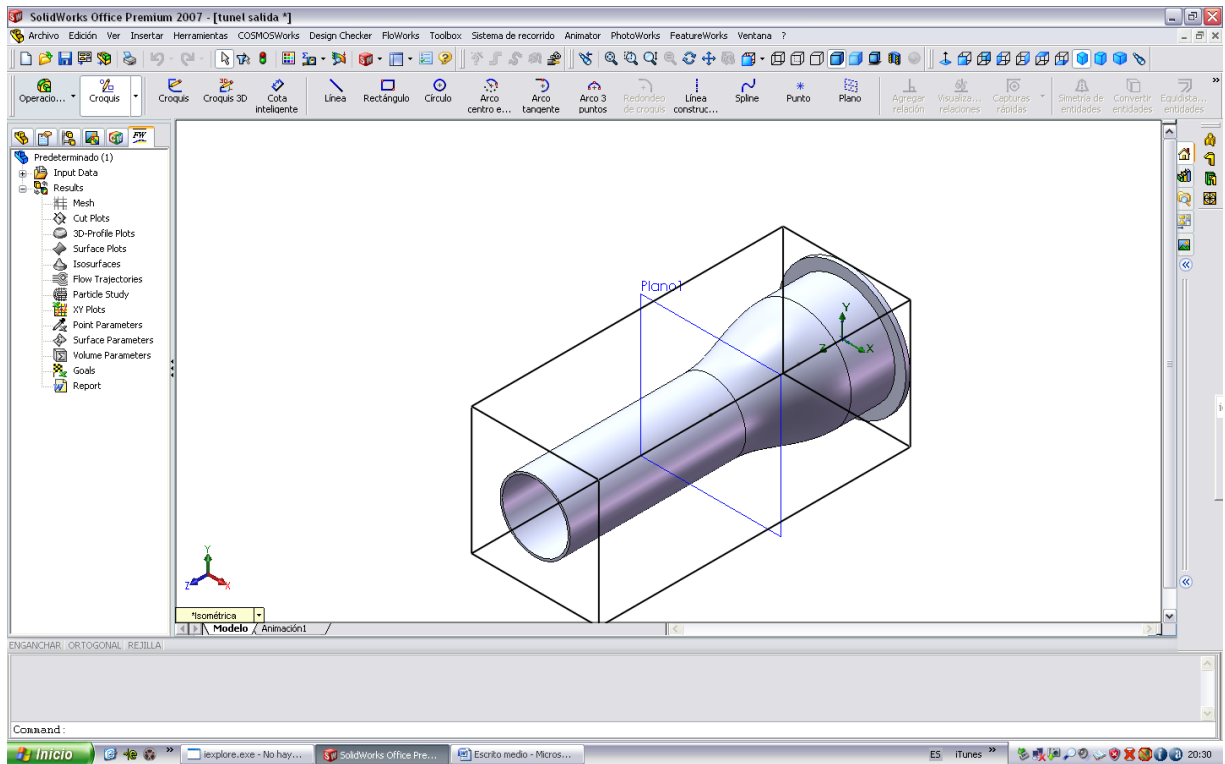 SolidWorks Office Premium 2007 - [tunel salida *]
Archivo Edición Ver Insertar Herramientas COSMOSWorks Design Checker FloWorks Toolbox Sistema de recorrido Animator PhotoWorks FeatureWorks Ventana ?
Operacio... Croquis Croquis Croquis 3D Cota inteligente Línea Rectángulo Círculo Arco centro e... Arco tangente Arco 3 puntos Redondeo de croquis Línea construc... Spline Punto Plano Agregar relación Visualiza... relaciones Capturas rápidas Simetría de entidades Convertir entidades Equidista... entidades
Predeterminado (1)
Input Data
Results
Mesh
Cut Plots
3D-Profile Plots
Surface Plots
Isosurfaces
Flow Trajectories
Particle Study
XY Plots
Point Parameters
Surface Parameters
Volume Parameters
Goals
Report
Plano1
Y
Z X
Y
Z X
*Isométrica
Modelo Animación1
ENGANCHAR ORTOGONAL REJILLA
Command:
Inicio iexplore.exe - No hay... SolidWorks Office Pre... Escrito medio - Micros... ES iTunes 20:30